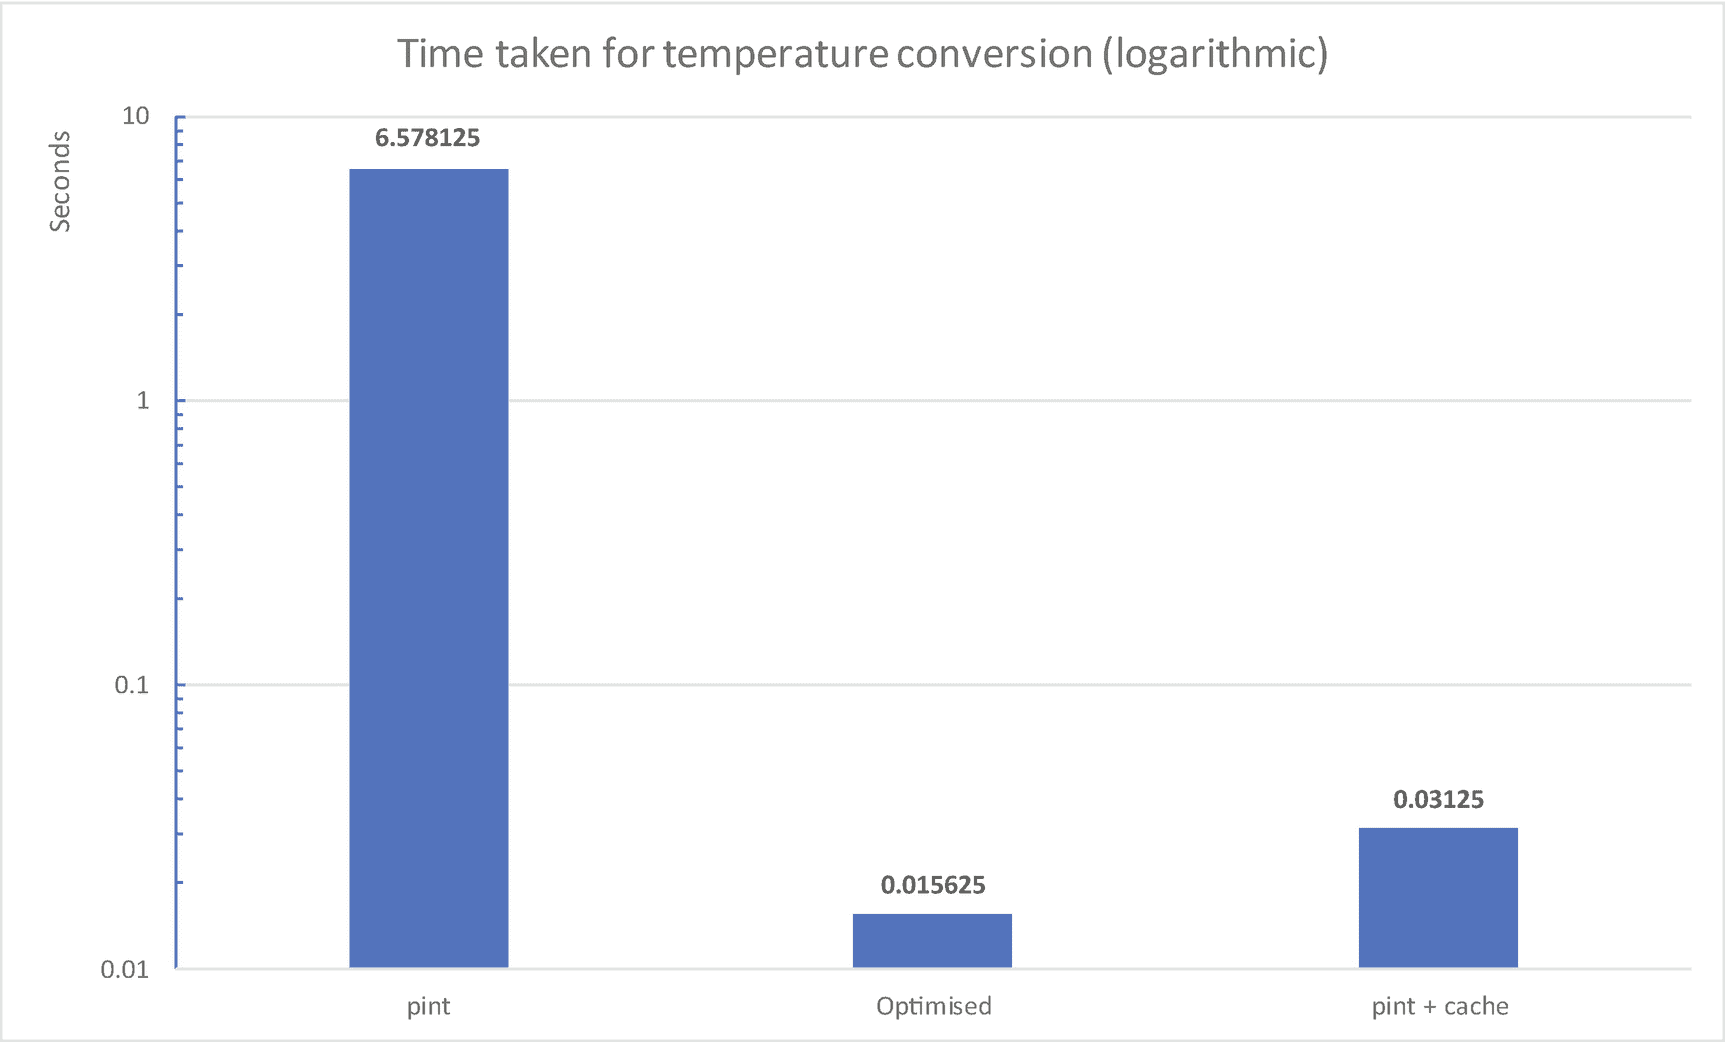 Time taken for temperature conversion (logarithmic)
Seconds
10
1
0.1
0.01
6.578125
0.015625
0.03125
pint
Optimised
pint + cache